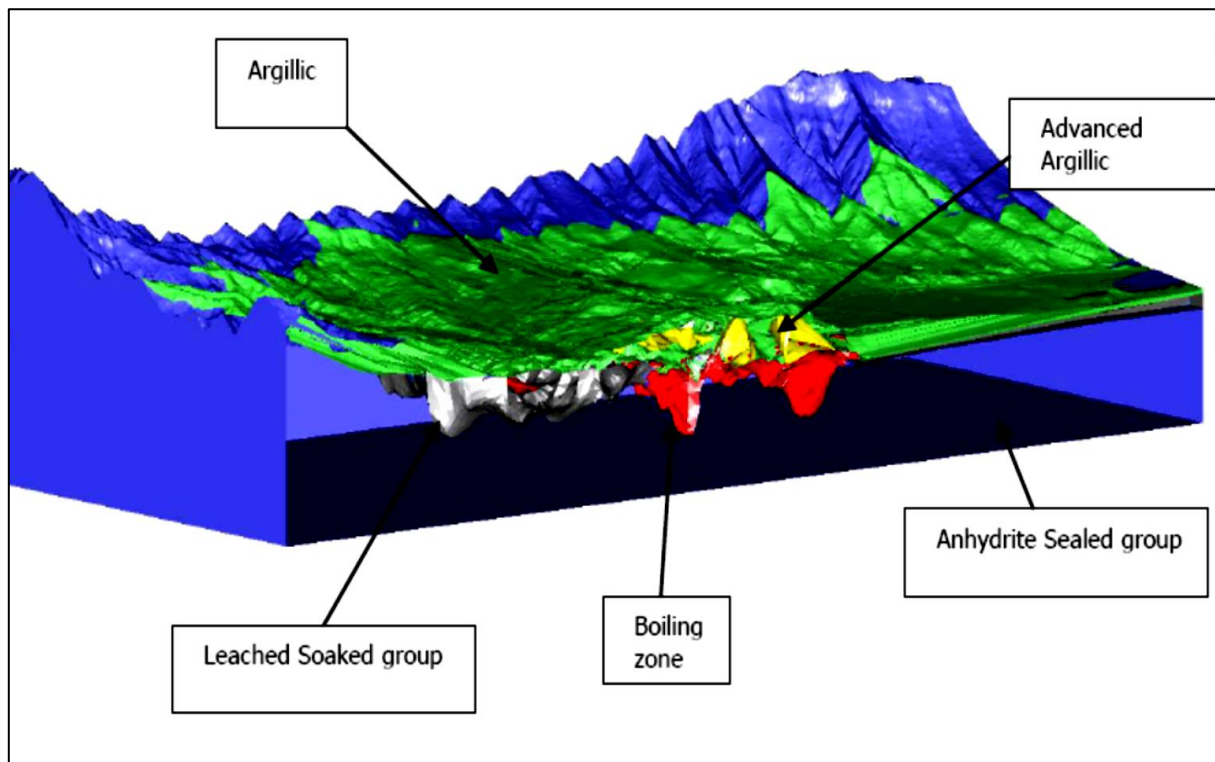 Argillic
Advanced
Argillic
Anhydrite Sealed group
Boiling
zone
Leached Soaked group